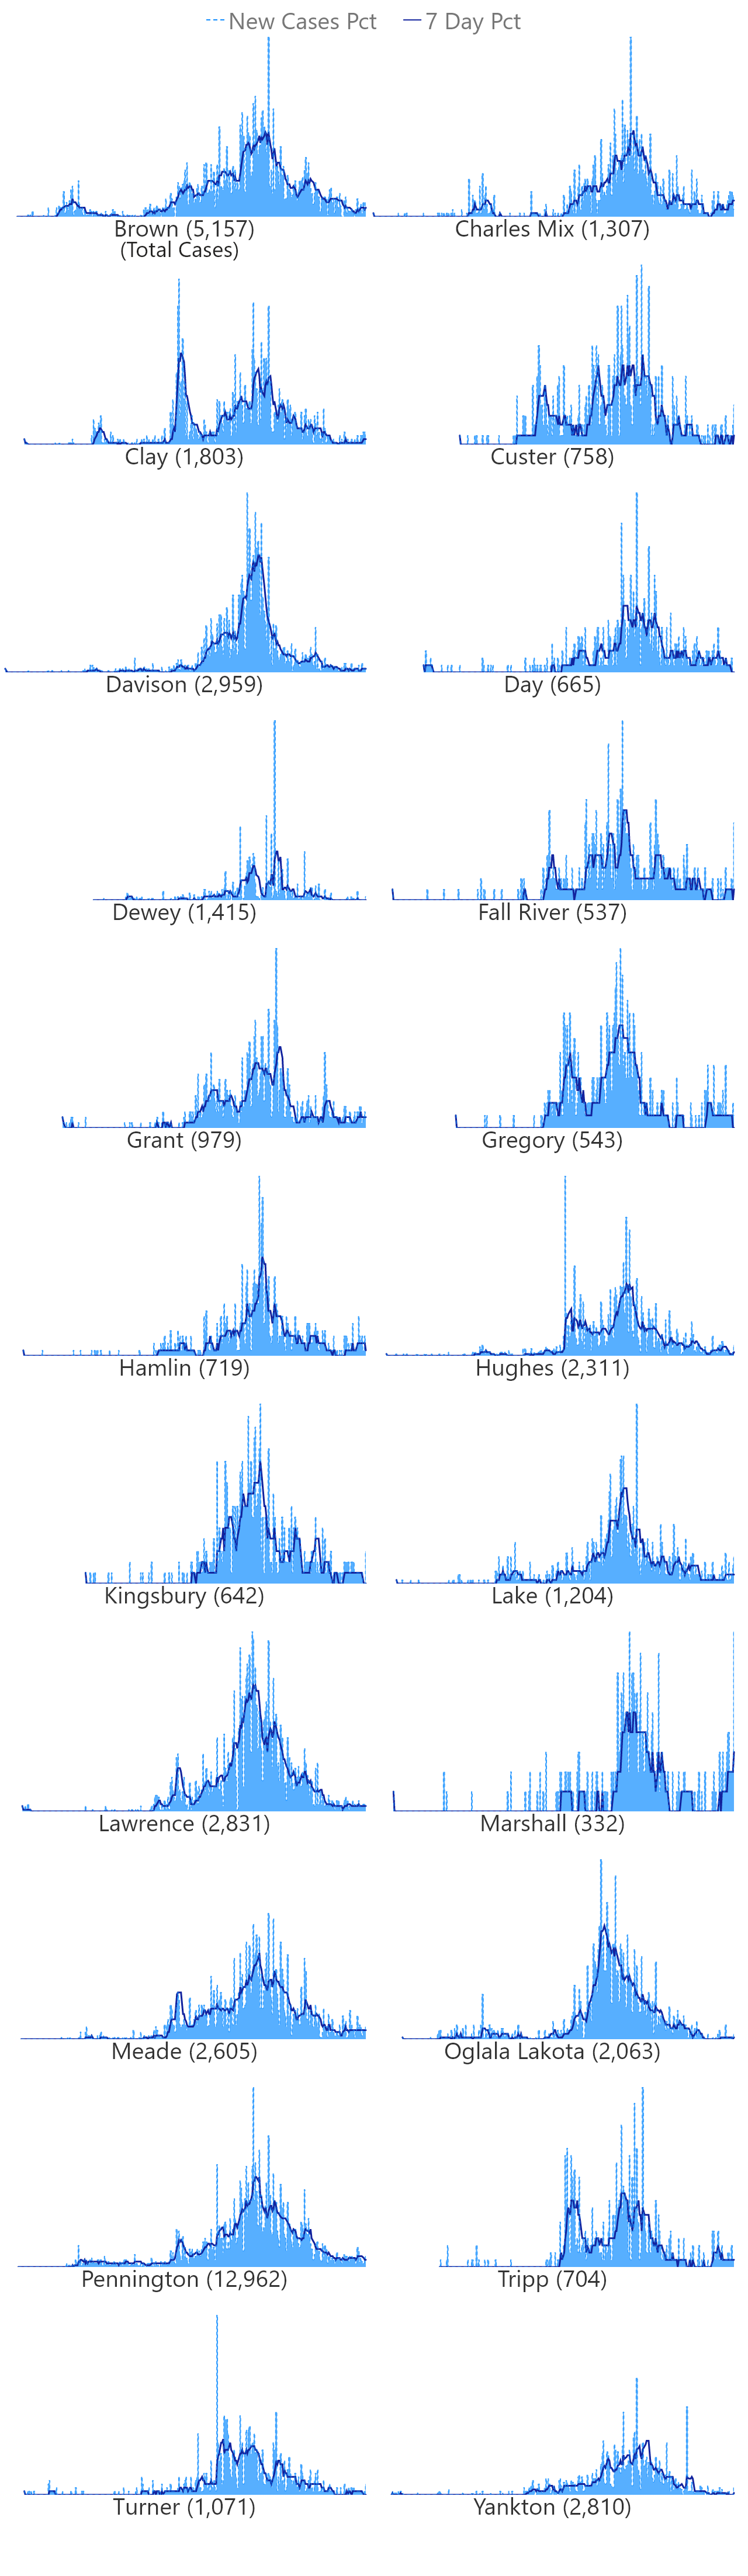 New Cases Pct 7 Day Pct
Brown (5,157) Charles Mix (1,307)
(Total Cases)
Clay (1,803) Custer (758)
Davison (2,959) Day (665)
Dewey (1,415) Fall River (537)
Grant (979) Gregory (543)
Hamlin (719) Hughes (2,311)
Kingsbury (642) Lake (1,204)
Lawrence (2,831) Marshall (332)
Meade (2,605) Oglala Lakota (2,063)
Pennington (12,962) Tripp (704)
Turner (1,071) Yankton (2,810)